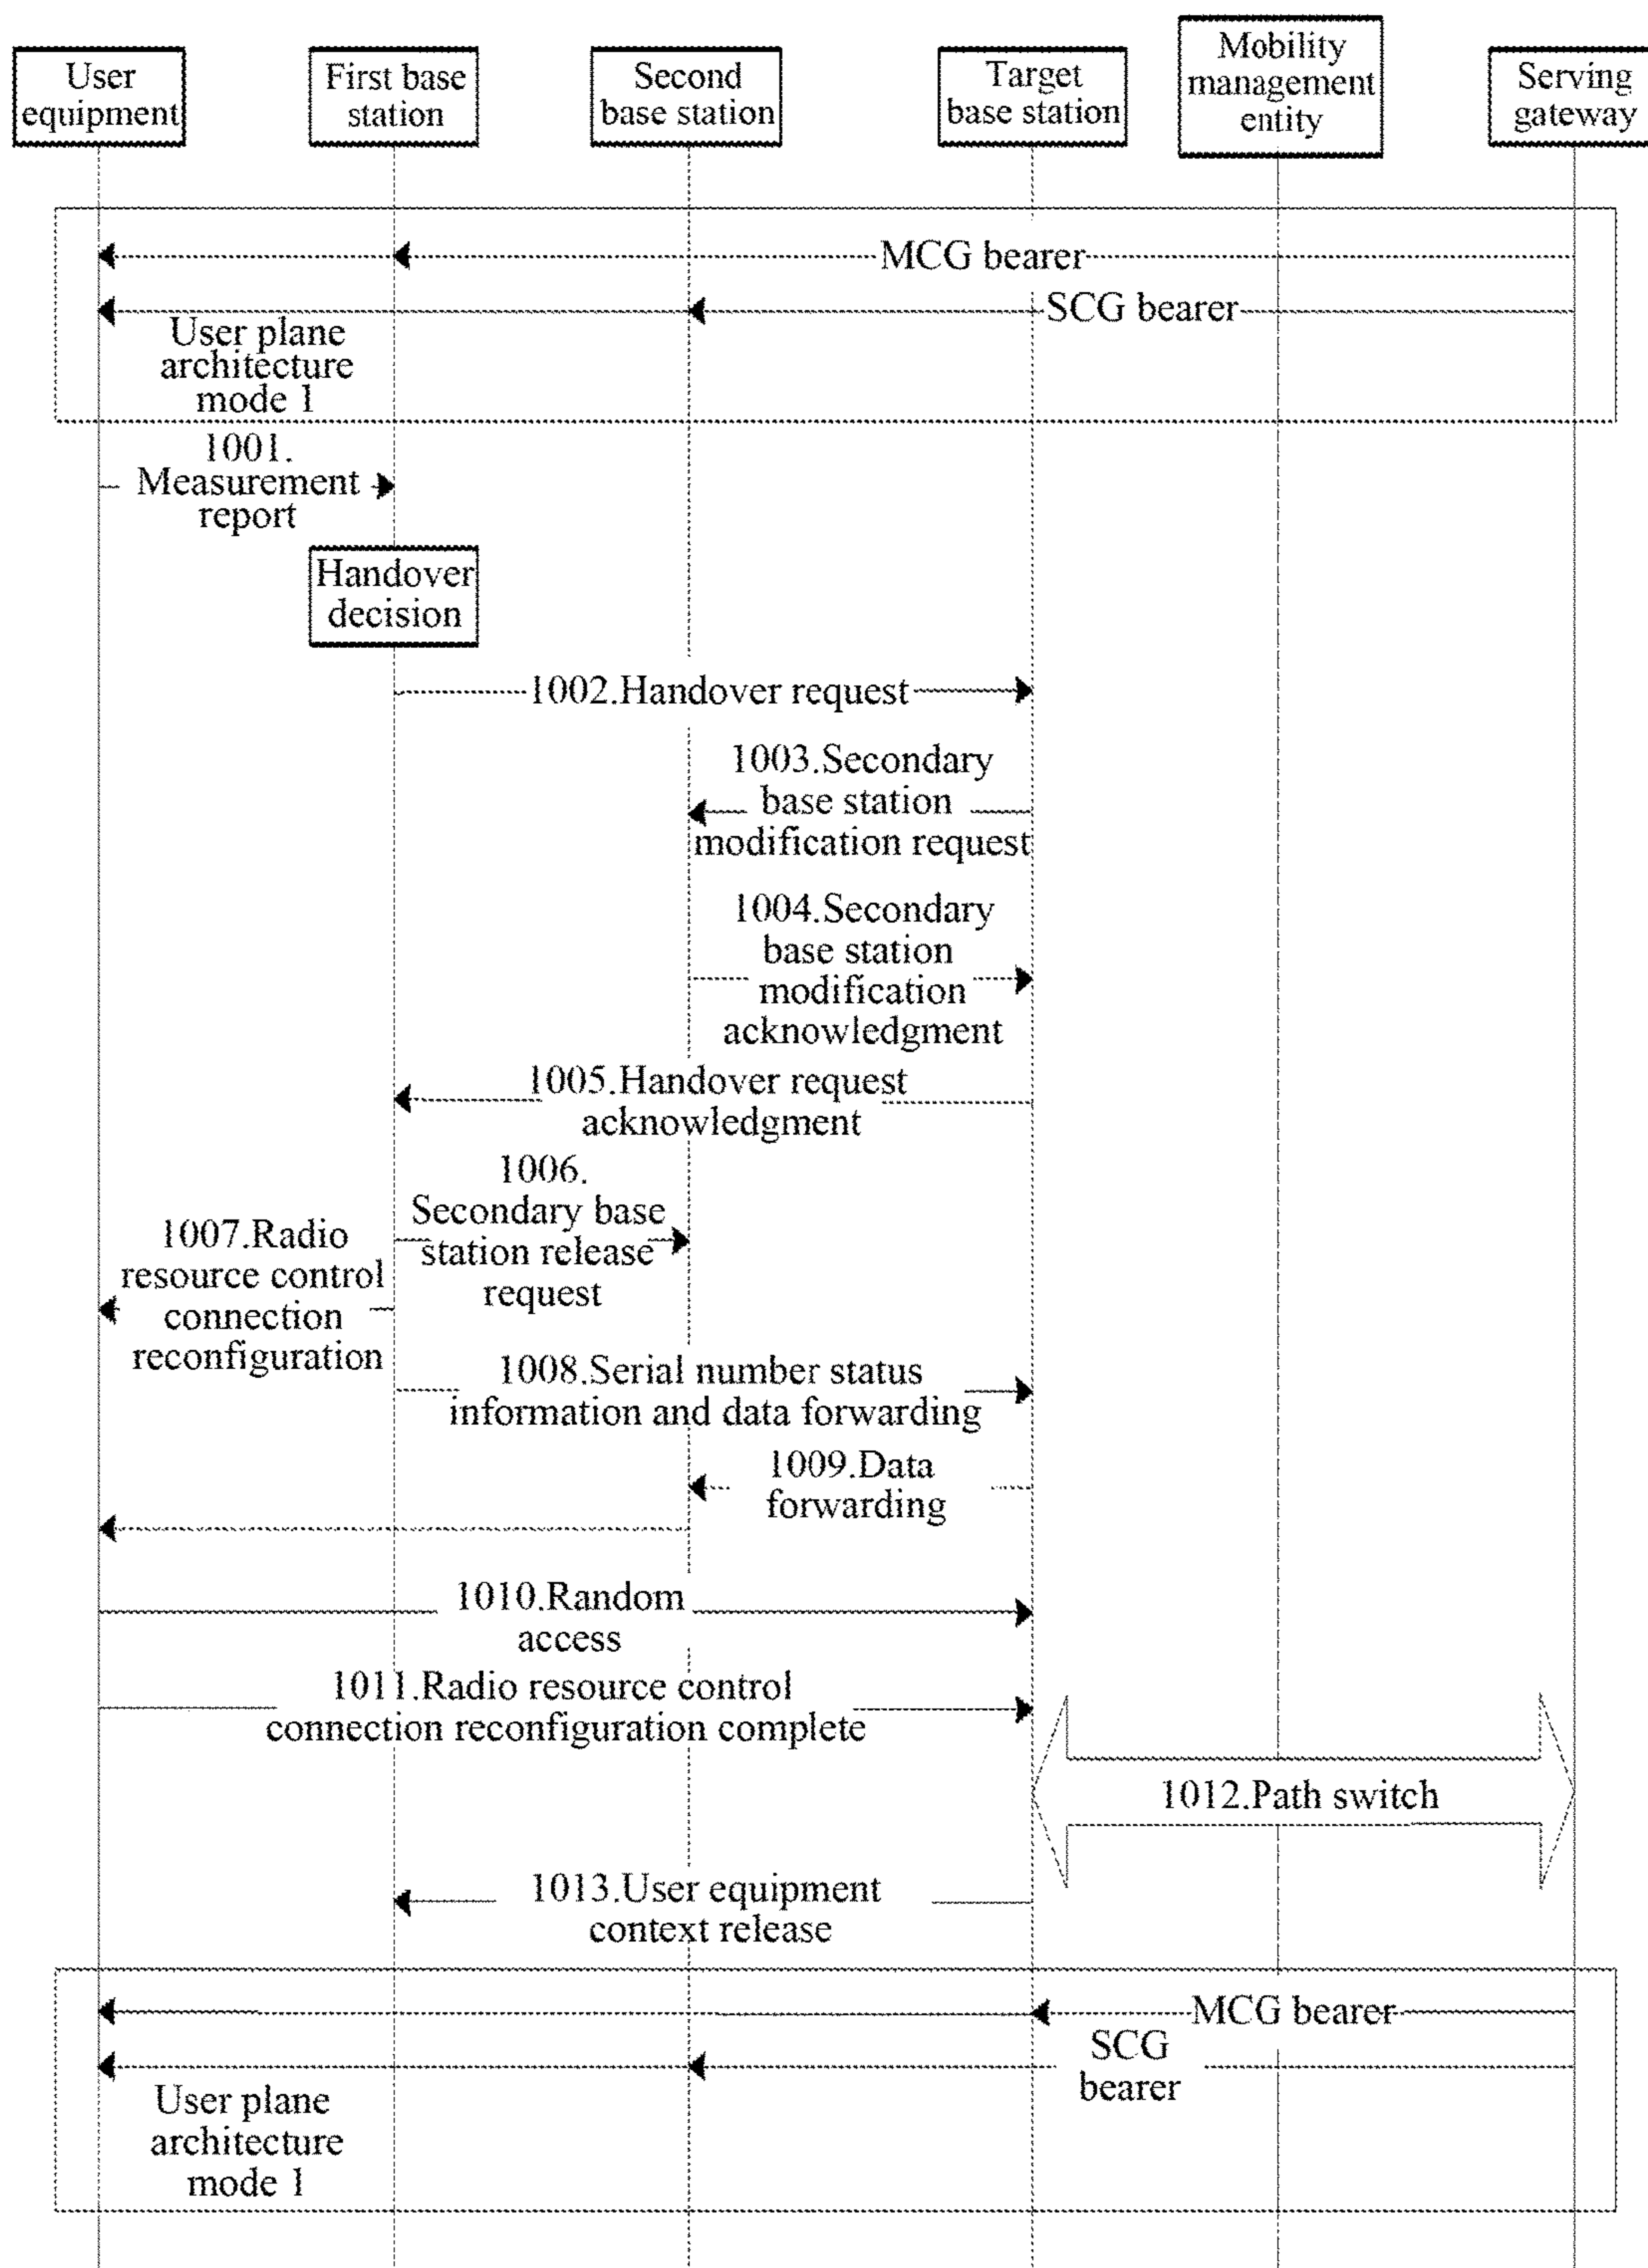 User
equipment
First base
station
Second
base station
Target
base station
Mobility
management
entity
Serving
gateway
MCG bearer
SCG bearer
User plane
architecture
mode 1
1001.
Measurement
report
Handover
decision
1002.Handover request
1003.Secondary
base station
modification request
1004.Secondary
base station
modification
acknowledgment
1005.Handover request
acknowledgment
1006.
Secondary base
station release
request
1007.Radio
resource control
connection
reconfiguration
1008.Serial number status
information and data forwarding
1009.Data
forwarding
1010.Random
access
1011.Radio resource control
connection reconfiguration complete
1012.Path switch
1013.User equipment
context release
MCG bearer
SCG
bearer
User plane
architecture
mode 1